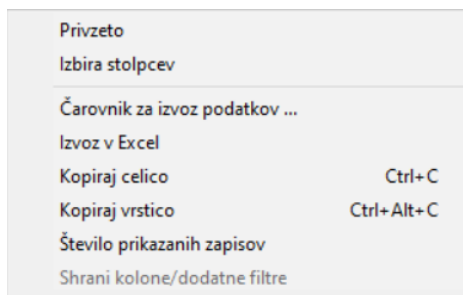 Privzeto
Izbira stolpcev
Čarovnik za izvoz podatkov ...
Izvoz v Excel
Kopiraj celico Ctrl+C
Kopiraj vrstico Ctrl+Alt+C
Število prikazanih zapisov
Shrani kolone/dodatne filtre